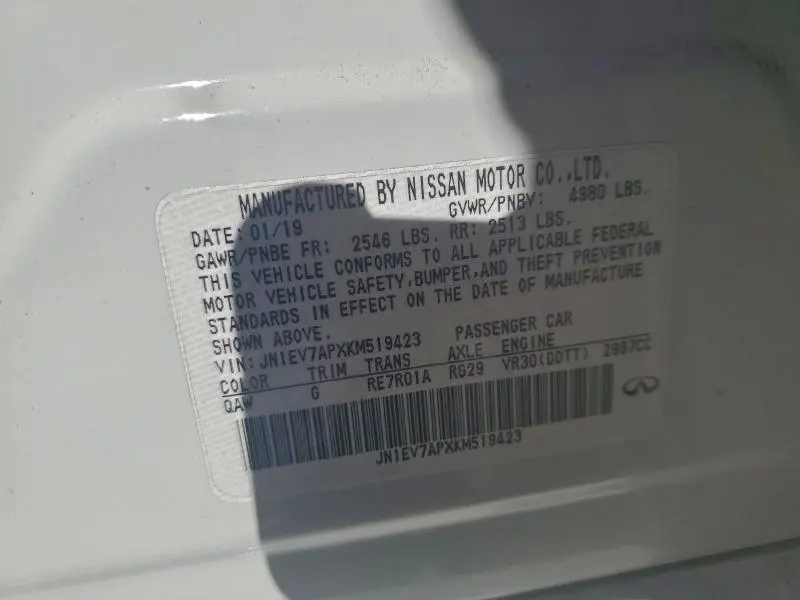 MANUFACTURED BY NISSAN MOTOR CO.,LTD.
DATE: 01/19 GVWR/PNBV: 4980 LBS.
GAWR/PNBE FR: 2546 LBS. RR: 2513 LBS.
THIS VEHICLE CONFORMS TO ALL APPLICABLE FEDERAL
MOTOR VEHICLE SAFETY,BUMPER,AND THEFT PREVENTION
STANDARDS IN EFFECT ON THE DATE OF MANUFACTURE
SHOWN ABOVE.
VIN: JN1EV7APXKM519423 PASSENGER CAR
COLOR TRIM TRANS AXLE ENGINE
QAW G RE7R01A RG29 VR30(DDTT) 2997CC
JN1EV7APXKM519423